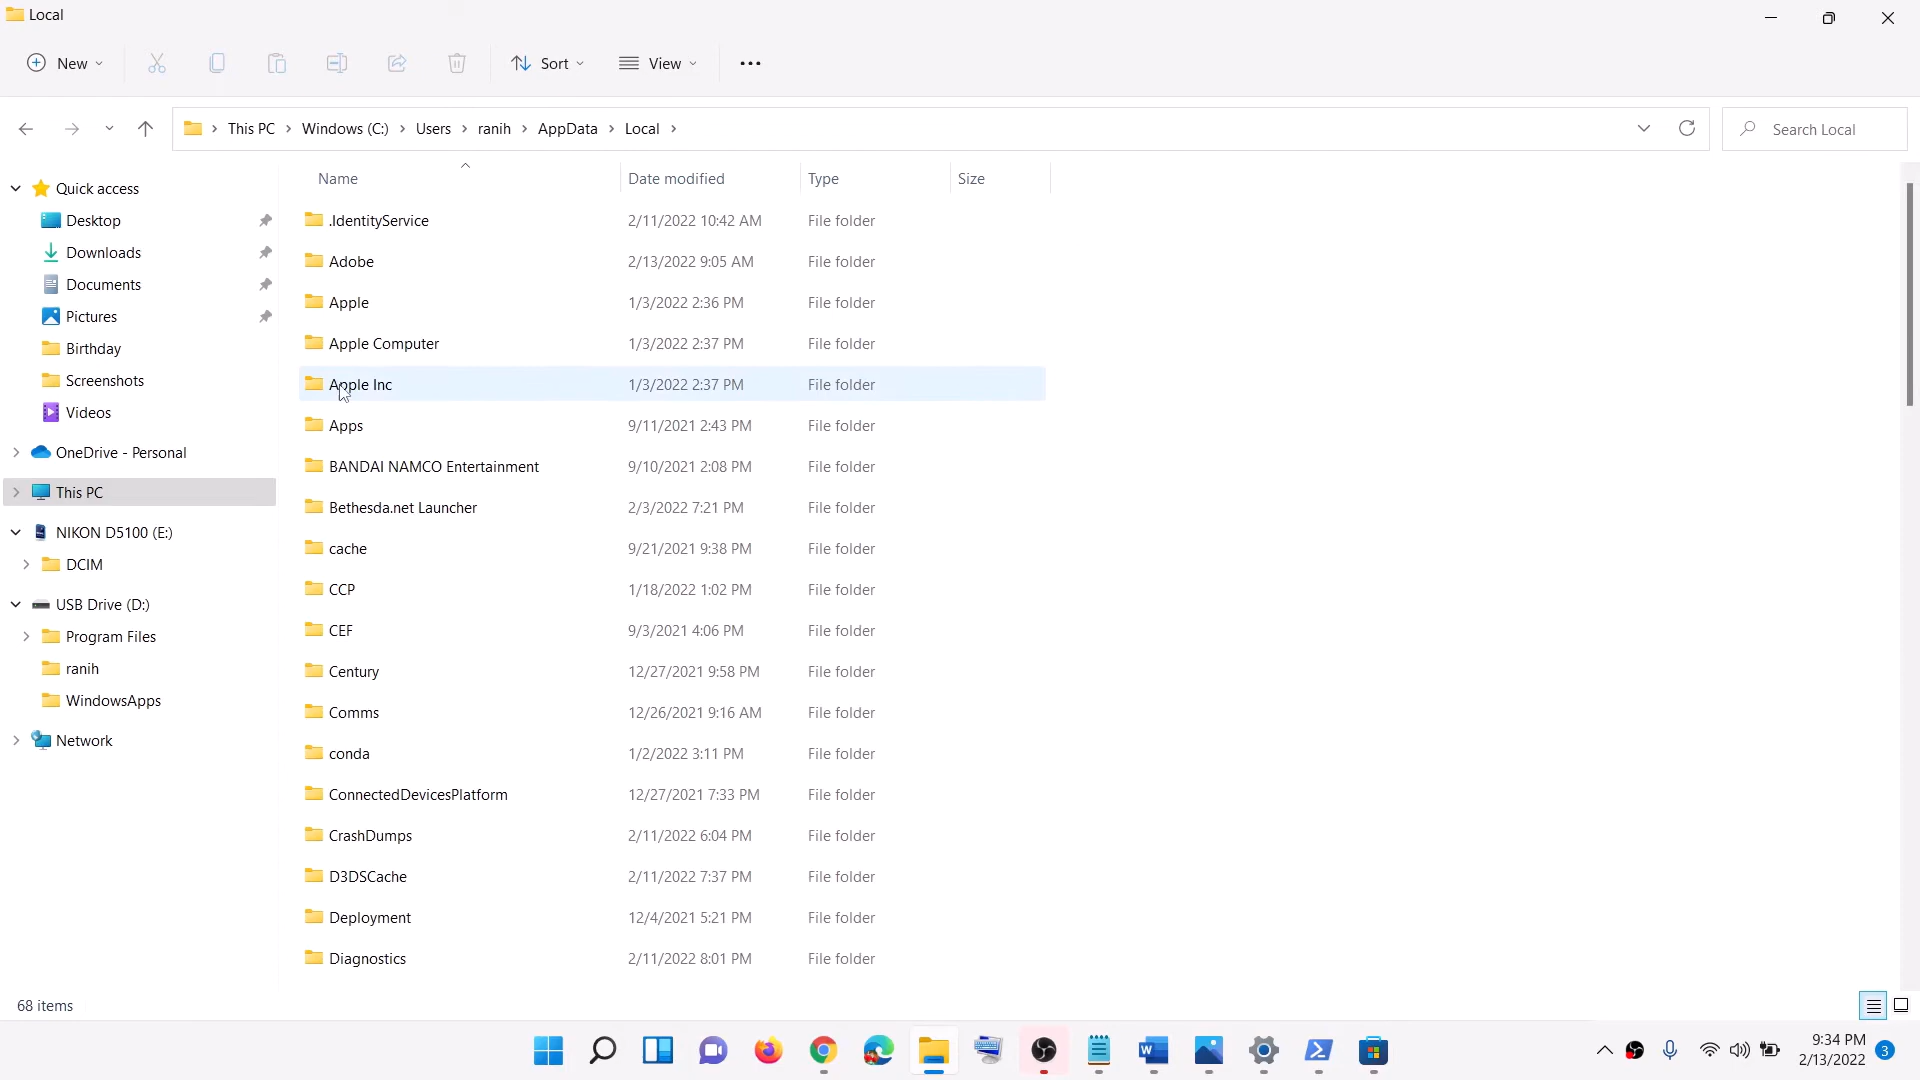 Local
New
Sort
View
This PC > Windows (C:) > Users > ranih > AppData > Local >
Search Local
Quick access
Desktop
Downloads
Documents
Pictures
Birthday
Screenshots
Videos
OneDrive - Personal
This PC
NIKON D5100 (E:)
DCIM
USB Drive (D:)
Program Files
ranih
WindowsApps
Network
Name Date modified Type Size
.IdentityService 2/11/2022 10:42 AM File folder
Adobe 2/13/2022 9:05 AM File folder
Apple 1/3/2022 2:36 PM File folder
Apple Computer 1/3/2022 2:37 PM File folder
Apple Inc 1/3/2022 2:37 PM File folder
Apps 9/11/2021 2:43 PM File folder
BANDAI NAMCO Entertainment 9/10/2021 2:08 PM File folder
Bethesda.net Launcher 2/3/2022 7:21 PM File folder
cache 9/21/2021 9:38 PM File folder
CCP 1/18/2022 1:02 PM File folder
CEF 9/3/2021 4:06 PM File folder
Century 12/27/2021 9:58 PM File folder
Comms 12/26/2021 9:16 AM File folder
conda 1/2/2022 3:11 PM File folder
ConnectedDevicesPlatform 12/27/2021 7:33 PM File folder
CrashDumps 2/11/2022 6:04 PM File folder
D3DSCache 2/11/2022 7:37 PM File folder
Deployment 12/4/2021 5:21 PM File folder
Diagnostics 2/11/2022 8:01 PM File folder
68 items
9:34 PM
2/13/2022
3